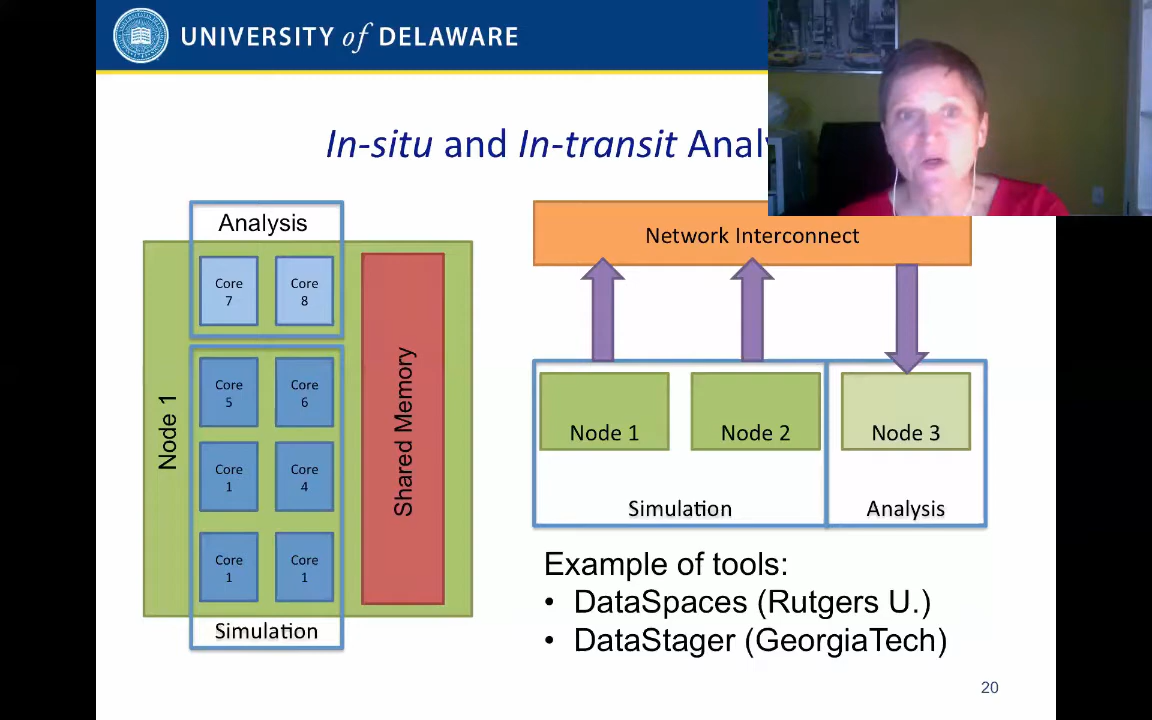 UNIVERSITY of DELAWARE
In-situ and In-transit
Analysis
Core 7
Core 8
Core 5
Core 6
Core 1
Core 4
Core 1
Core 1
Node 1
Shared Memory
Simulation
Network Interconnect
Node 1
Node 2
Node 3
Simulation
Analysis
Example of tools:
• DataSpaces (Rutgers U.)
• DataStager (GeorgiaTech)
20